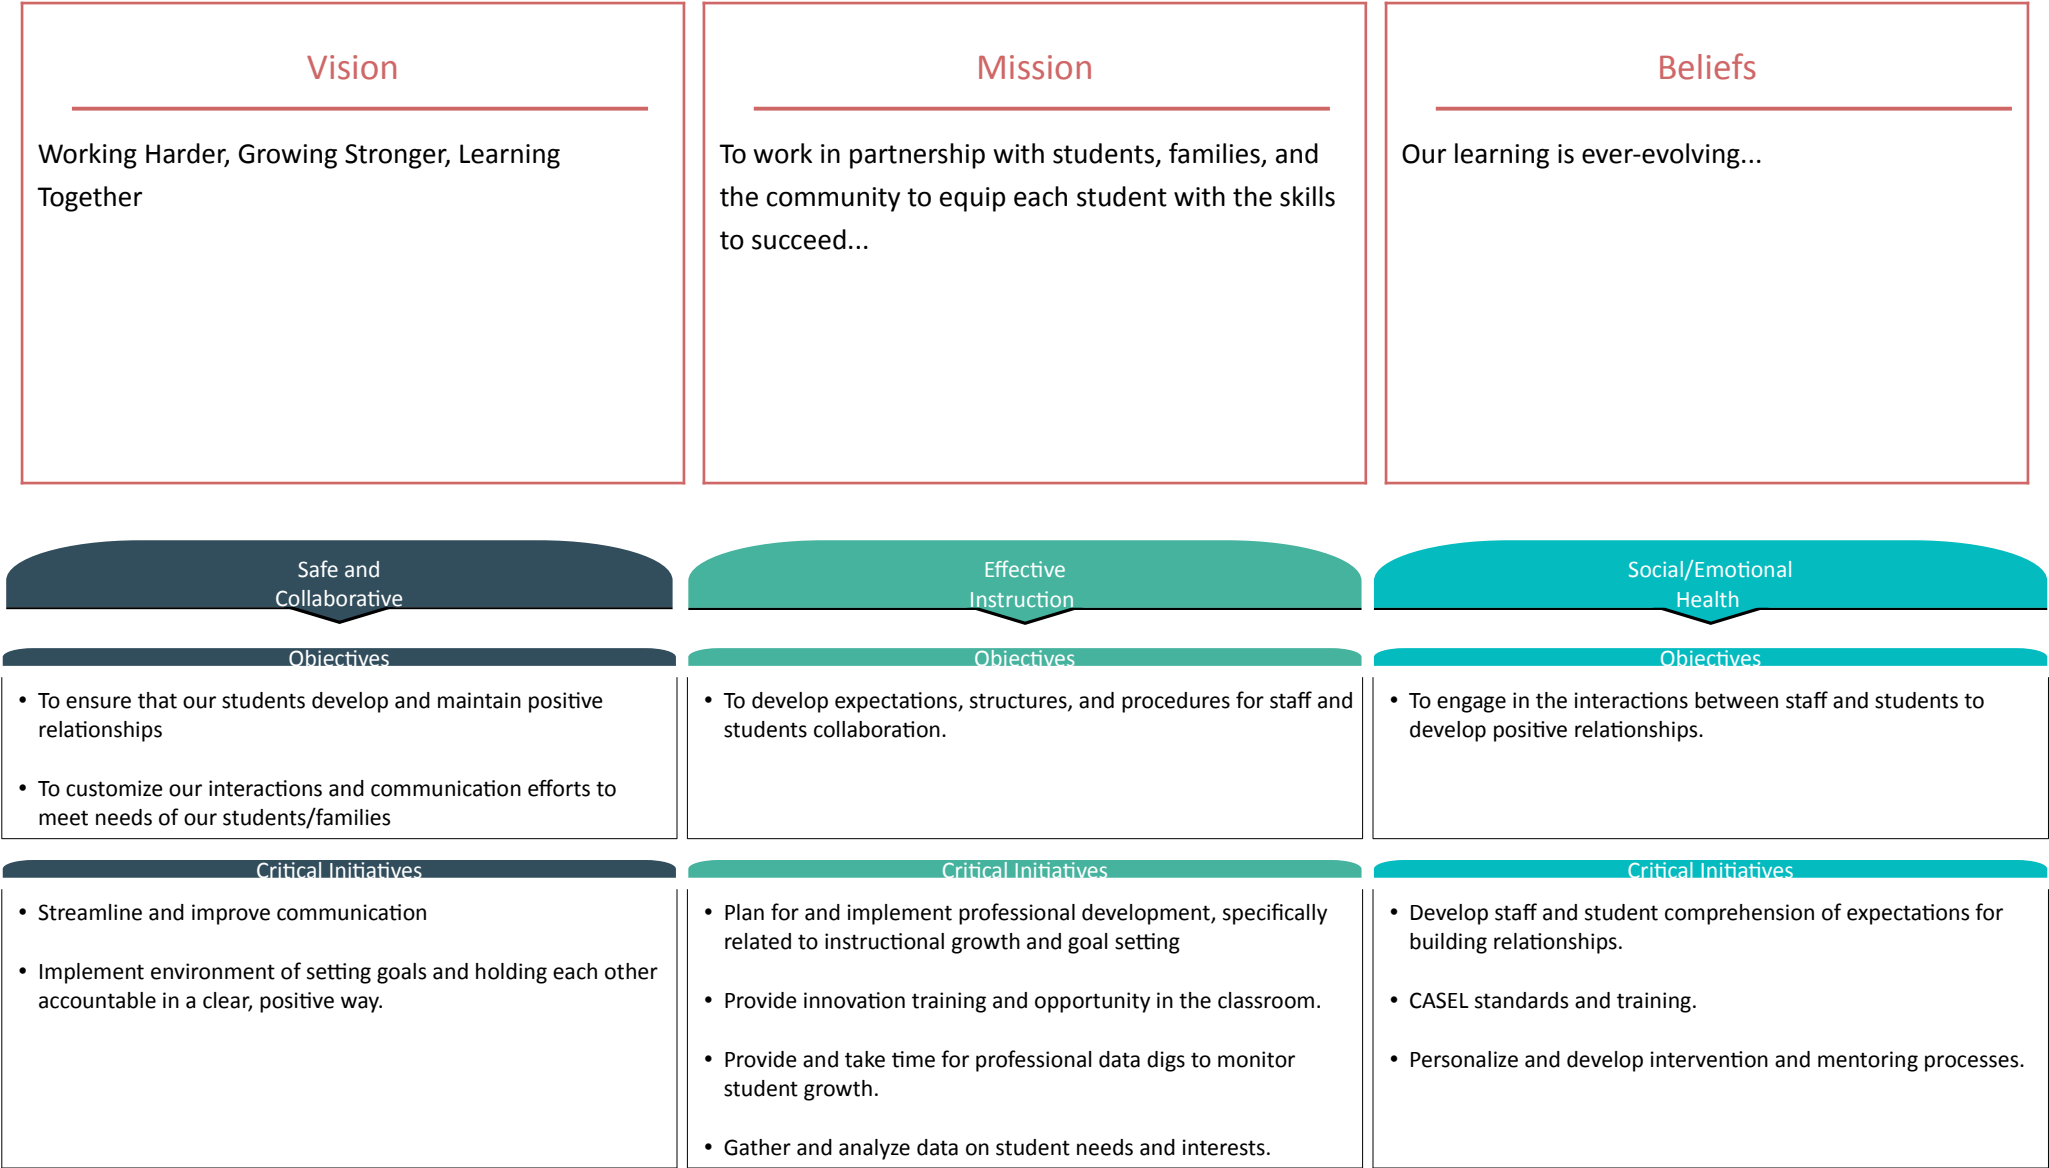 Vision
Working Harder, Growing Stronger, Learning
Together
Mission
To work in partnership with students, families, and
the community to equip each student with the skills
to succeed...
Beliefs
Our learning is ever-evolving...
Safe and
Collaborative
Objectives
• To ensure that our students develop and maintain positive
relationships
• To customize our interactions and communication efforts to
meet needs of our students/families
Critical Initiatives
• Streamline and improve communication
• Implement environment of setting goals and holding each other
accountable in a clear, positive way.
Effective
Instruction
Objectives
• To develop expectations, structures, and procedures for staff and
students collaboration.
Critical Initiatives
• Plan for and implement professional development, specifically
related to instructional growth and goal setting
• Provide innovation training and opportunity in the classroom.
• Provide and take time for professional data digs to monitor
student growth.
• Gather and analyze data on student needs and interests.
Social/Emotional
Health
Objectives
• To engage in the interactions between staff and students to
develop positive relationships.
Critical Initiatives
• Develop staff and student comprehension of expectations for
building relationships.
• CASEL standards and training.
• Personalize and develop intervention and mentoring processes.